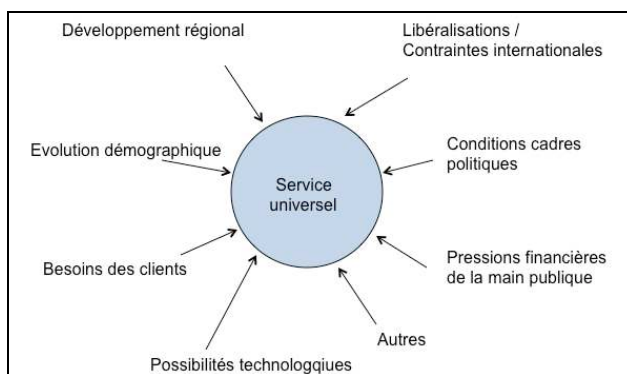 Développement régional
Libéralisations /
Contraintes internationales
Evolution démographique
Conditions cadres
politiques
Service
universel
Besoins des clients
Pressions financières
de la main publique
Autres
Possibilités technologqiues